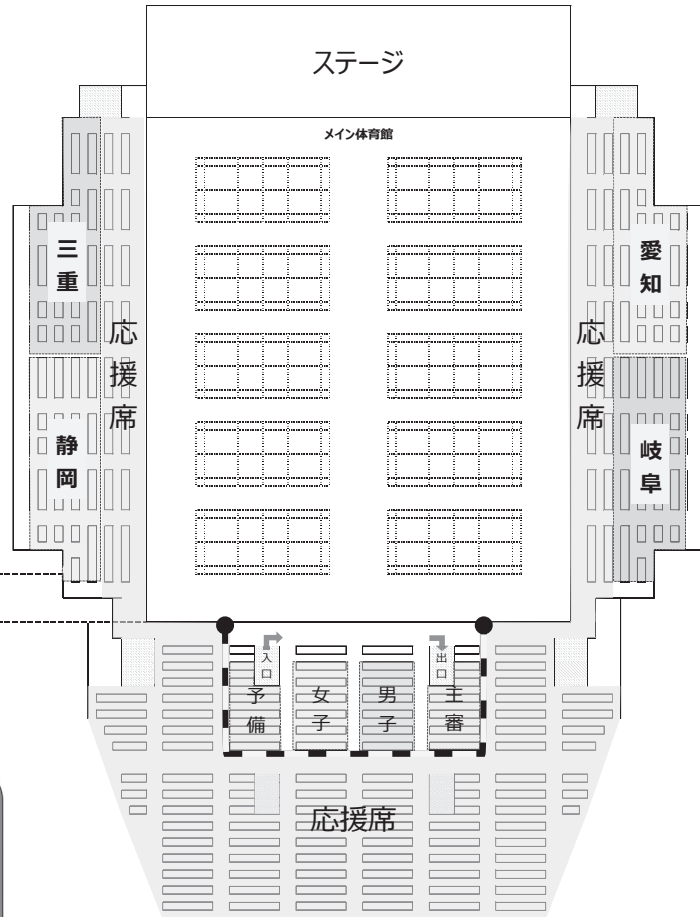 ステージ
メイン体育館
三重
愛知
応援席
応援席
静岡
岐阜
入口
出口
予備
女子
男子
主審
応援席